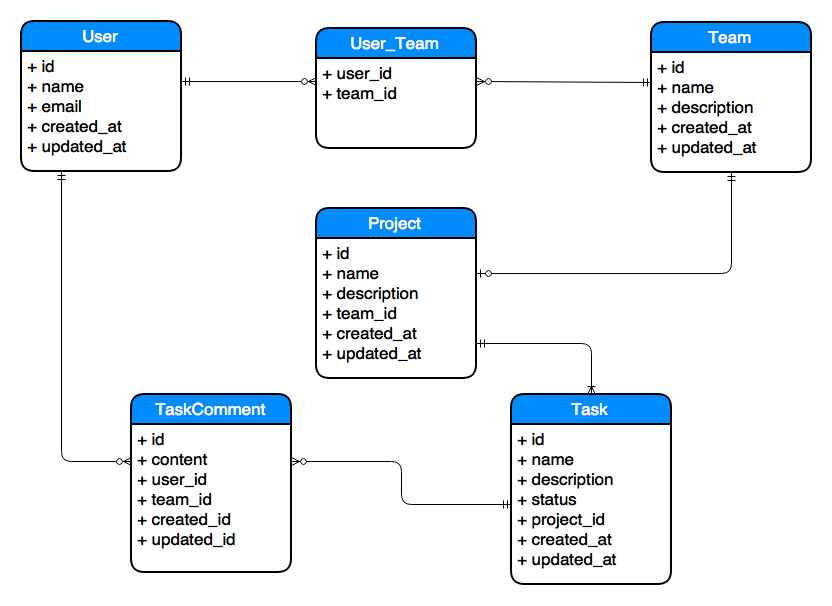 User
+ id
+ name
+ email
+ created_at
+ updated_at
User_Team
+ user_id
+ team_id
Team
+ id
+ name
+ description
+ created_at
+ updated_at
Project
+ id
+ name
+ description
+ team_id
+ created_at
+ updated_at
TaskComment
+ id
+ content
+ user_id
+ team_id
+ created_id
+ updated_id
Task
+ id
+ name
+ description
+ status
+ project_id
+ created_at
+ updated_at